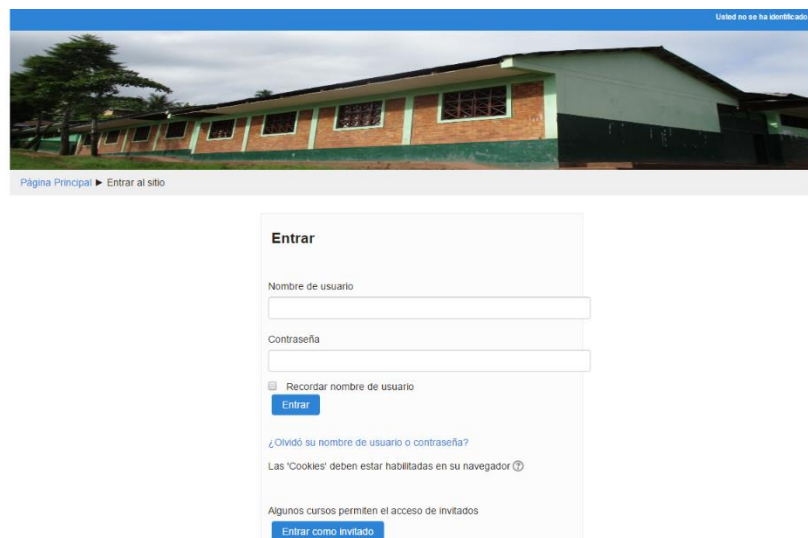 Usted no se ha identificado
Página Principal ► Entrar al sitio
Entrar
Nombre de usuario
Contraseña
Recordar nombre de usuario
Entrar
¿Olvidó su nombre de usuario o contraseña?
Las 'Cookies' deben estar habilitadas en su navegador
Algunos cursos permiten el acceso de invitados
Entrar como invitado